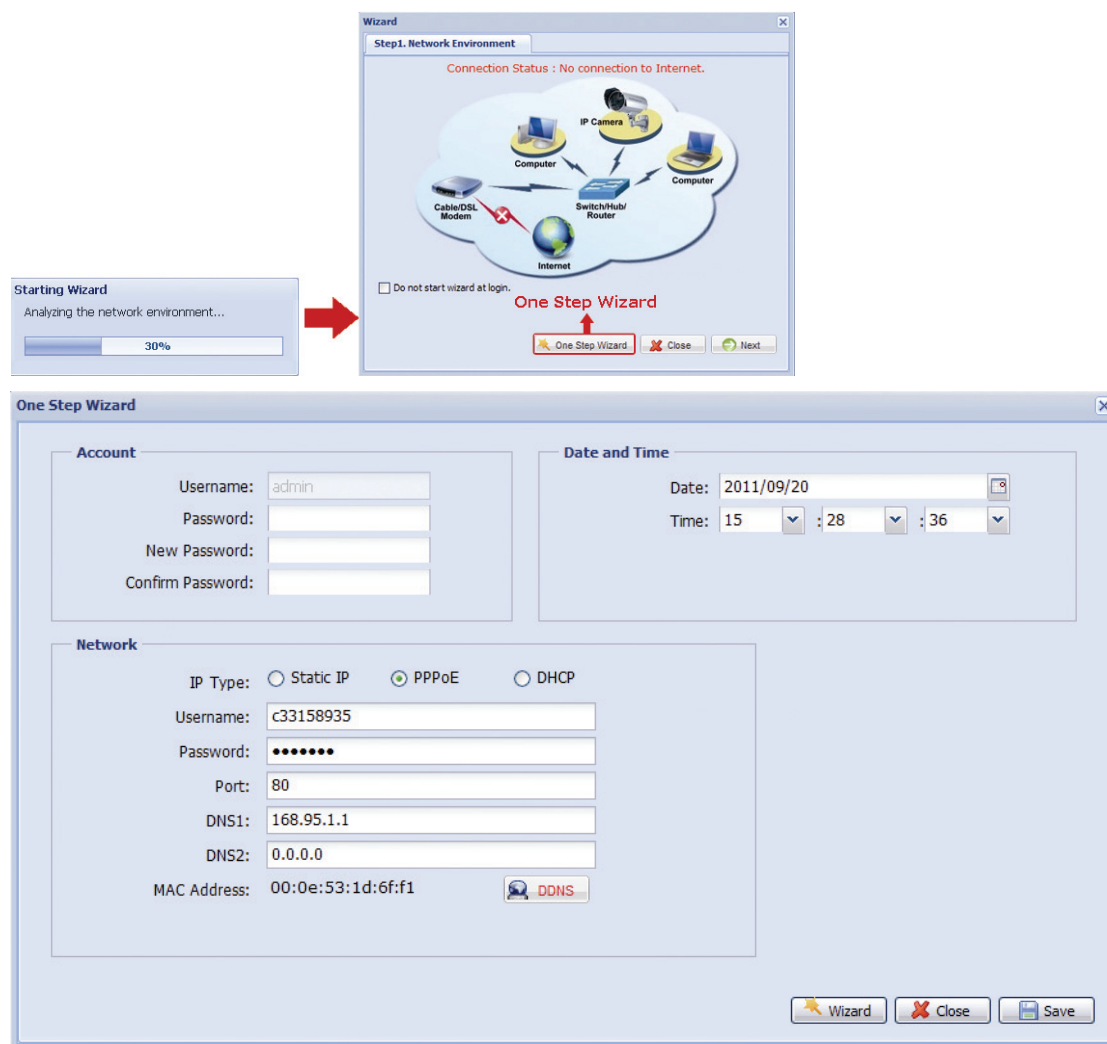 Wizard
Step1. Network Environment
Connection Status : No connection to Internet.
IP Camera
Computer
Computer
Cable/DSL
Modem
Switch/Hub/
Router
Internet
Do not start wizard at login.
One Step Wizard
One Step Wizard Close Next
Starting Wizard
Analyzing the network environment...
30%
One Step Wizard
Account
Username: admin
Password:
New Password:
Confirm Password:
Date and Time
Date: 2011/09/20
Time: 15 : 28 : 36
Network
IP Type: Static IP PPPoE DHCP
Username: c33158935
Password: •••••••
Port: 80
DNS1: 168.95.1.1
DNS2: 0.0.0.0
MAC Address: 00:0e:53:1d:6f:f1 DDNS
Wizard Close Save